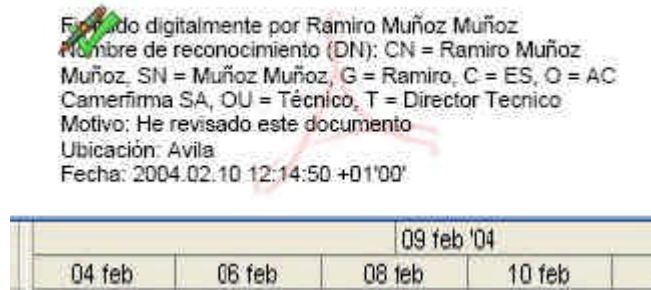 Firmado digitalmente por Ramiro Muñoz Muñoz
Nombre de reconocimiento (DN): CN = Ramiro Muñoz
Muñoz, SN = Muñoz Muñoz, G = Ramiro, C = ES, O = AC
Camerfirma SA, OU = Técnico, T = Director Tecnico
Motivo: He revisado este documento
Ubicación: Avila
Fecha: 2004.02.10 12:14:50 +01'00'
09 feb '04
04 feb 06 feb 08 feb 10 feb